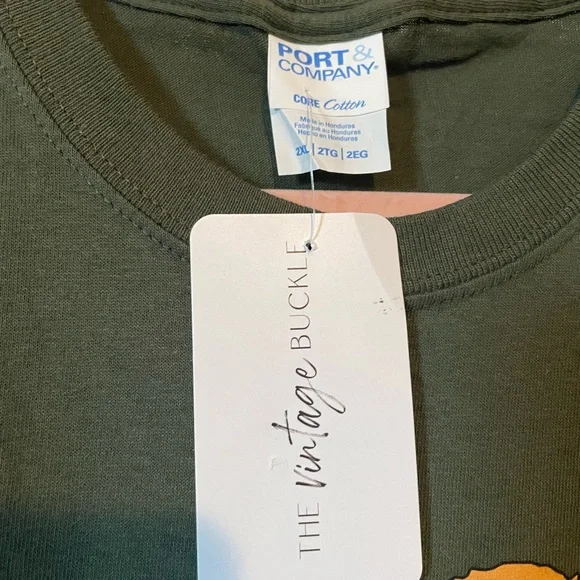 PORT &
COMPANY®
CORE Cotton
Made in Honduras
Fabriqué au Honduras
Hecho en Honduras
2XL | 2TG | 2EG
THE Vintage BUCKLE